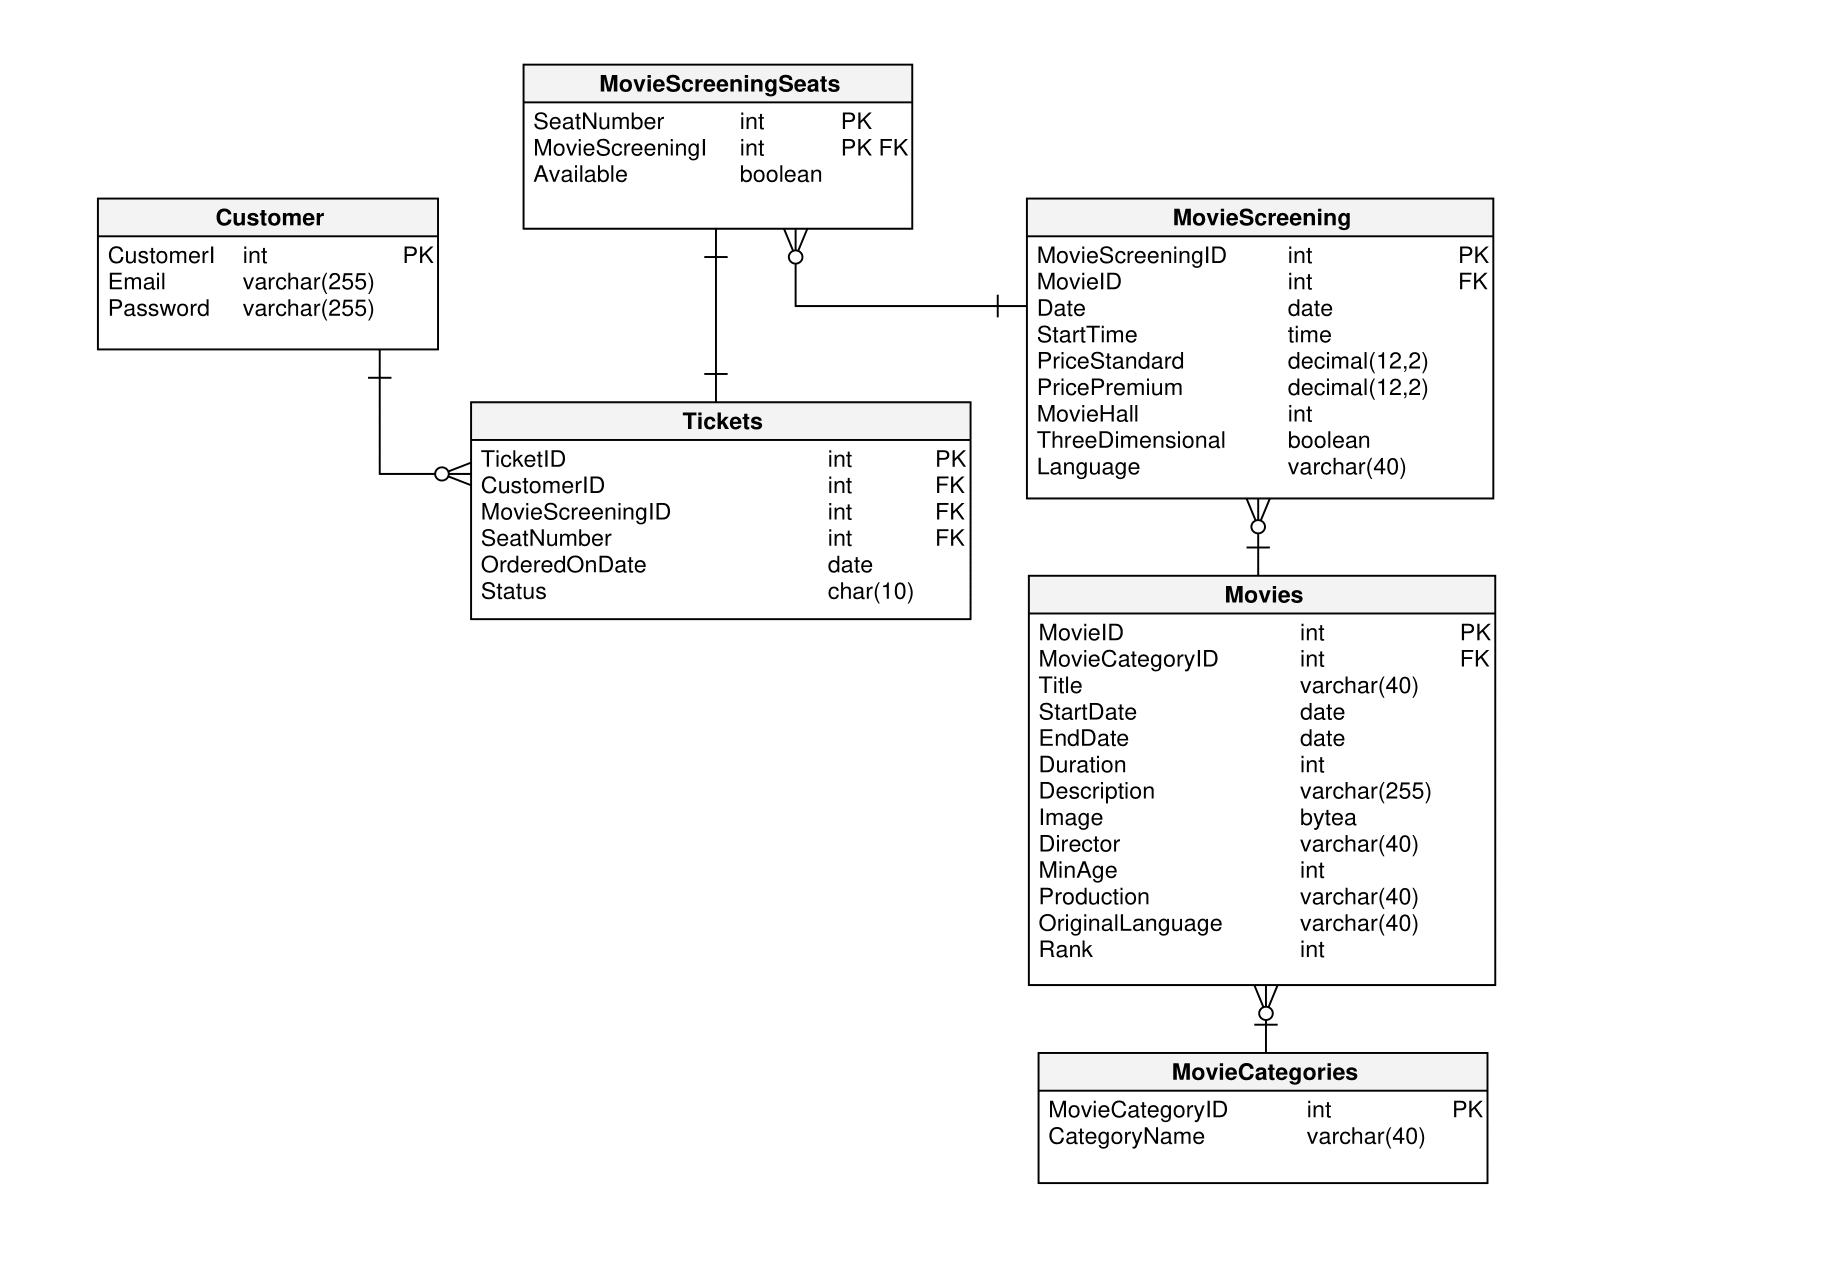 MovieScreeningSeats
SeatNumber int PK
MovieScreeningI int PK FK
Available boolean
Customer
CustomerI int PK
Email varchar(255)
Password varchar(255)
MovieScreening
MovieScreeningID int PK
MovieID int FK
Date date
StartTime time
PriceStandard decimal(12,2)
PricePremium decimal(12,2)
MovieHall int
ThreeDimensional boolean
Language varchar(40)
Tickets
TicketID int PK
CustomerID int FK
MovieScreeningID int FK
SeatNumber int FK
OrderedOnDate date
Status char(10)
Movies
MovieID int PK
MovieCategoryID int FK
Title varchar(40)
StartDate date
EndDate date
Duration int
Description varchar(255)
Image bytea
Director varchar(40)
MinAge int
Production varchar(40)
OriginalLanguage varchar(40)
Rank int
MovieCategories
MovieCategoryID int PK
CategoryName varchar(40)